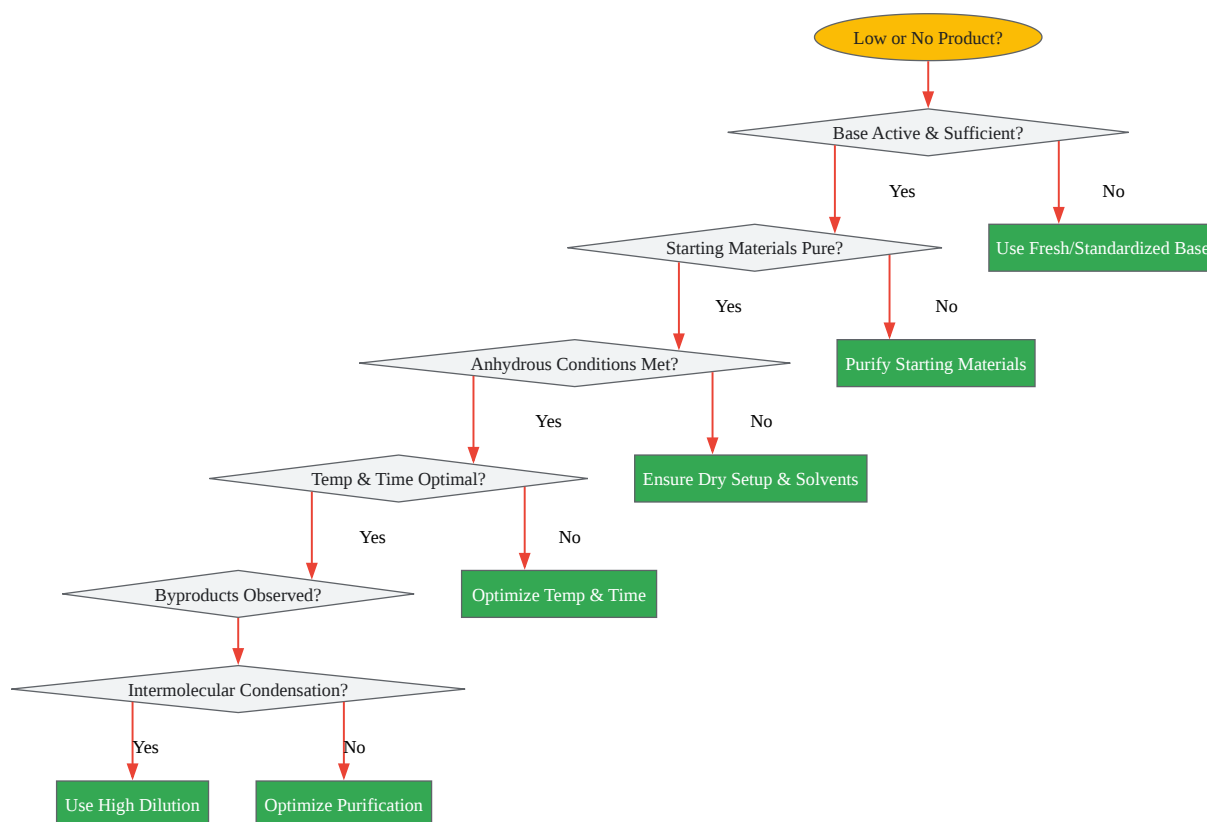 Low or No Product?
Base Active & Sufficient?
Yes
No
Starting Materials Pure?
Use Fresh/Standardized Base
Yes
No
Anhydrous Conditions Met?
Purify Starting Materials
Yes
No
Temp & Time Optimal?
Ensure Dry Setup & Solvents
Yes
No
Byproducts Observed?
Optimize Temp & Time
Intermolecular Condensation?
Yes
No
Use High Dilution
Optimize Purification